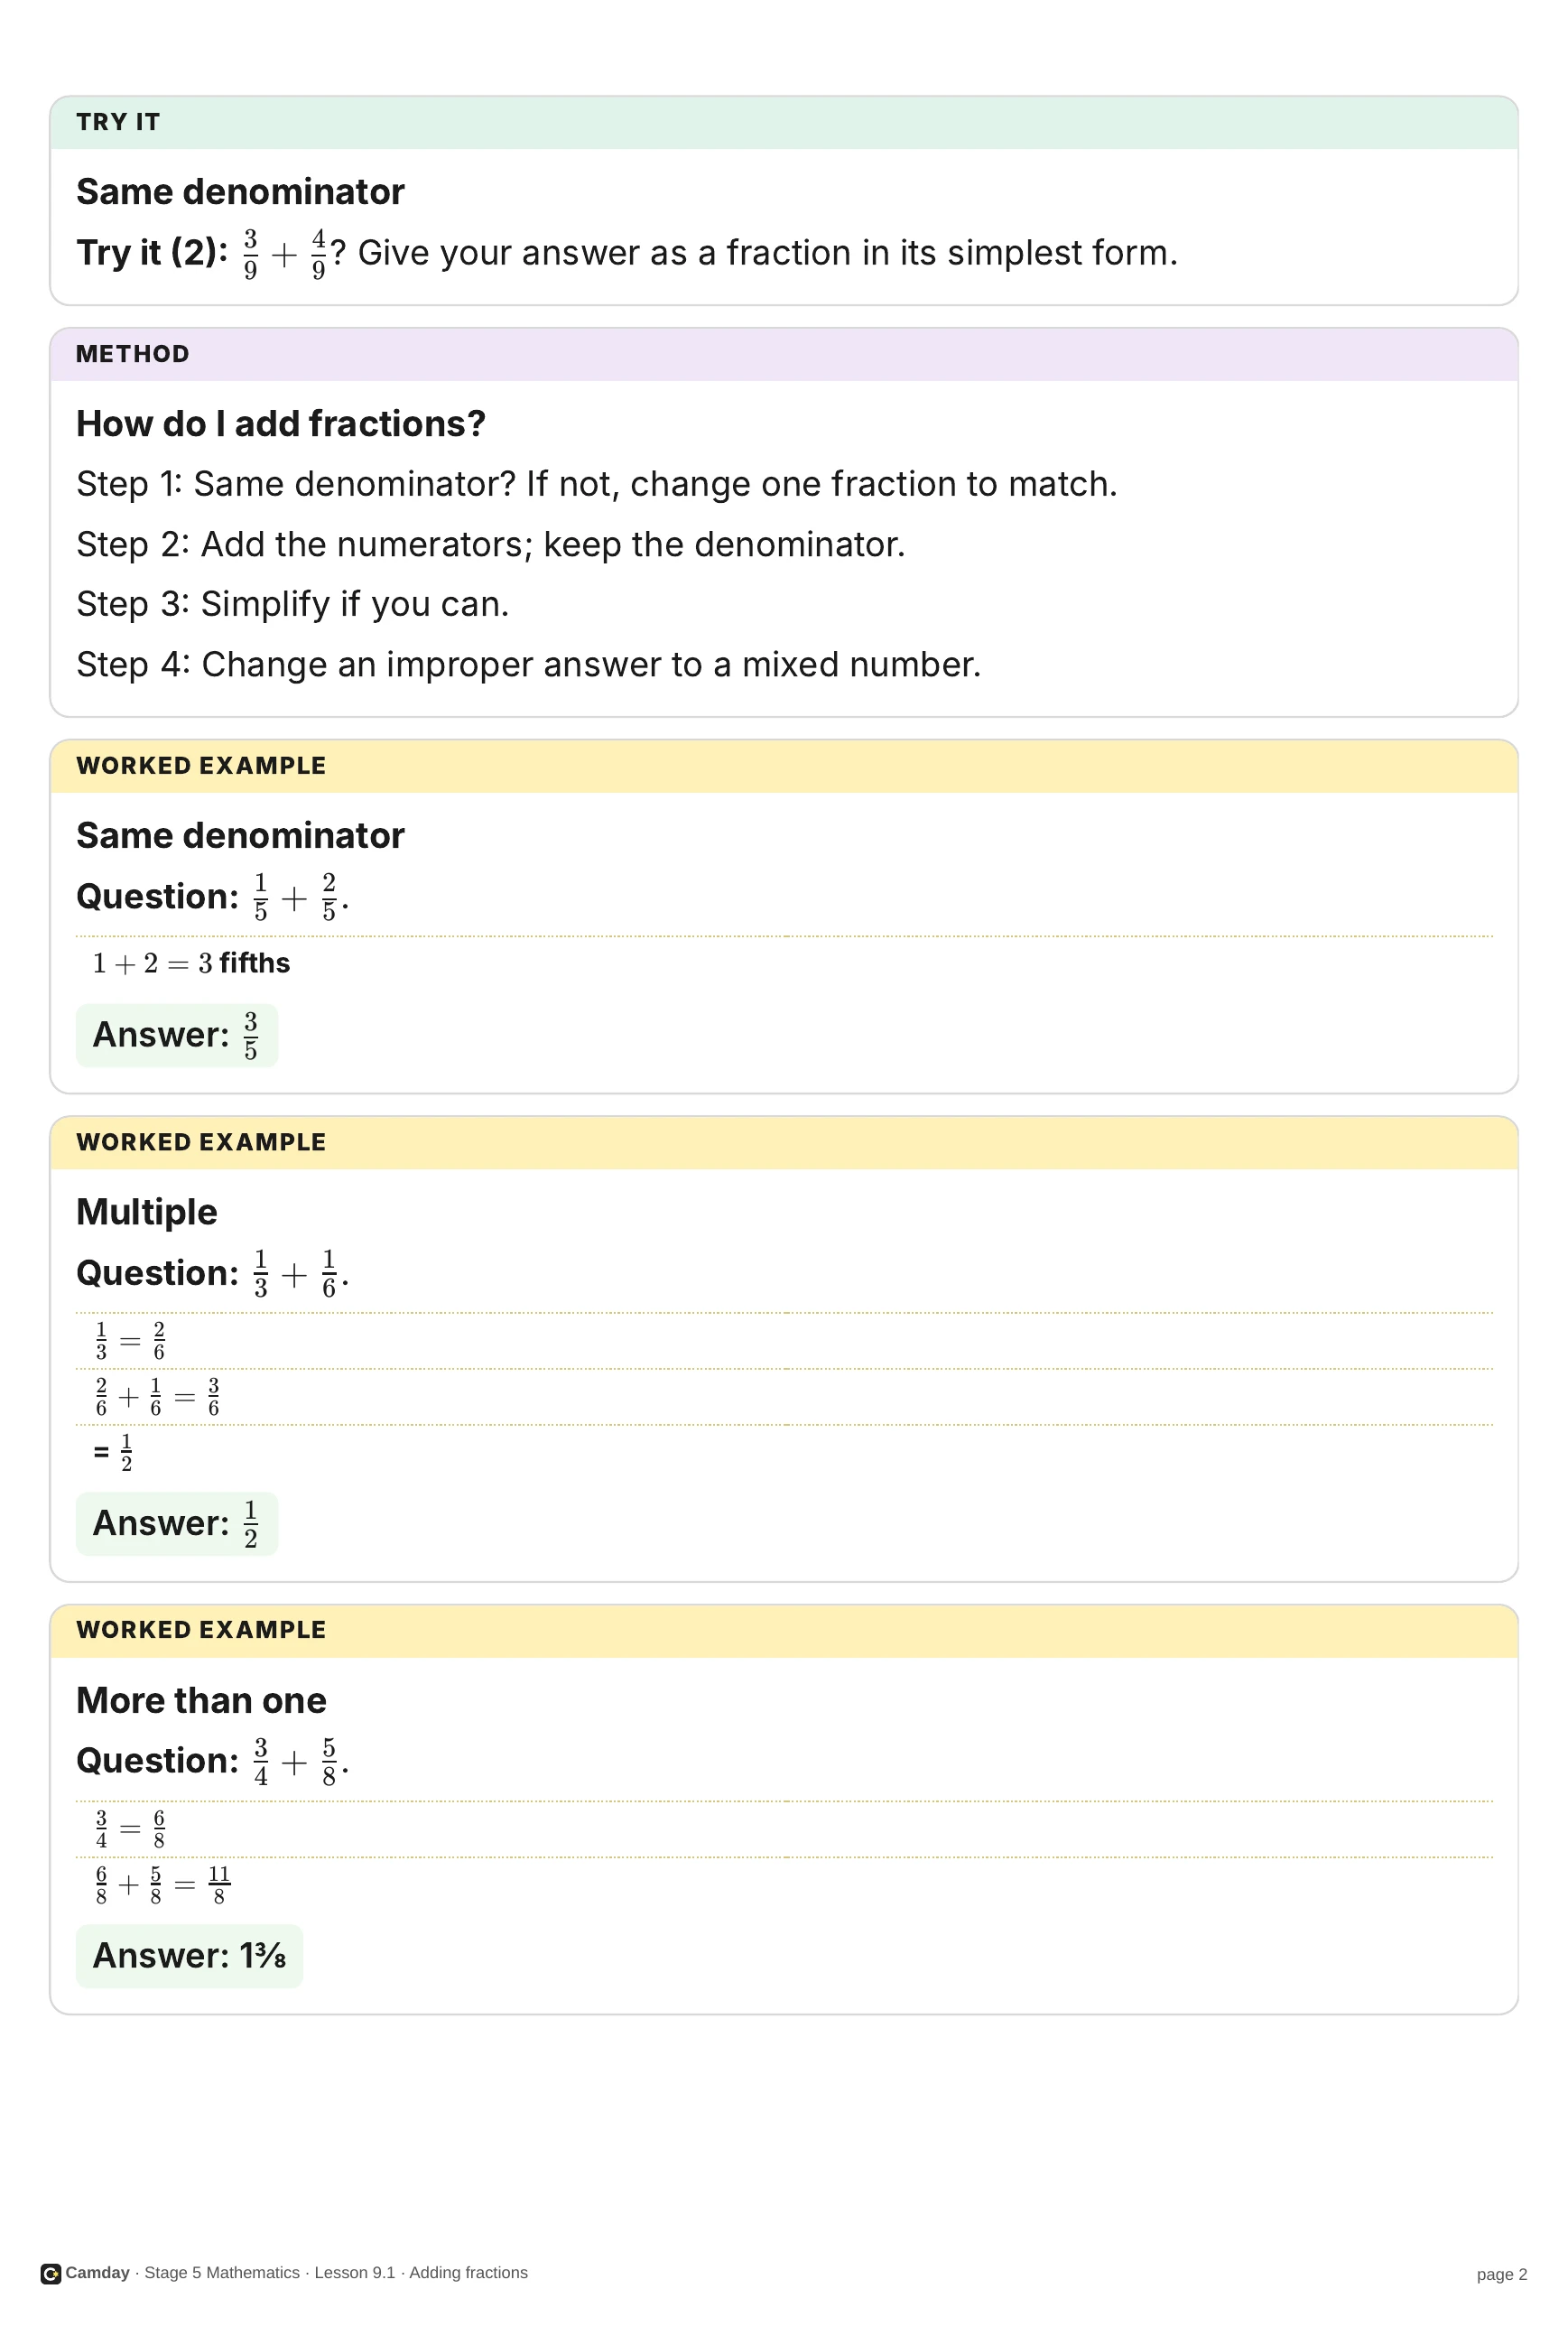 TRY IT
Same denominator
Try it (2): 3/9 + 4/9? Give your answer as a fraction in its simplest form.
METHOD
How do I add fractions?
Step 1: Same denominator? If not, change one fraction to match.
Step 2: Add the numerators; keep the denominator.
Step 3: Simplify if you can.
Step 4: Change an improper answer to a mixed number.
WORKED EXAMPLE
Same denominator
Question: 1/5 + 2/5.
1 + 2 = 3 fifths
Answer: 3/5
WORKED EXAMPLE
Multiple
Question: 1/3 + 1/6.
1/3 = 2/6
2/6 + 1/6 = 3/6
= 1/2
Answer: 1/2
WORKED EXAMPLE
More than one
Question: 3/4 + 5/8.
3/4 = 6/8
6/8 + 5/8 = 11/8
Answer: 1⅜
Camday · Stage 5 Mathematics · Lesson 9.1 · Adding fractions
page 2